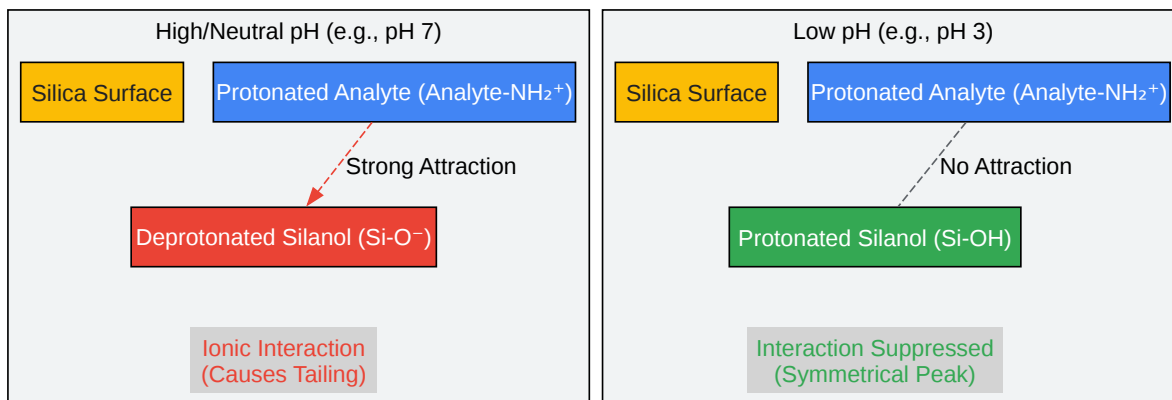 High/Neutral pH (e.g., pH 7)
Silica Surface
Protonated Analyte (Analyte-NH₂⁺)
Strong Attraction
Deprotonated Silanol (Si-O⁻)
Ionic Interaction
(Causes Tailing)
Low pH (e.g., pH 3)
Silica Surface
Protonated Analyte (Analyte-NH₂⁺)
No Attraction
Protonated Silanol (Si-OH)
Interaction Suppressed
(Symmetrical Peak)